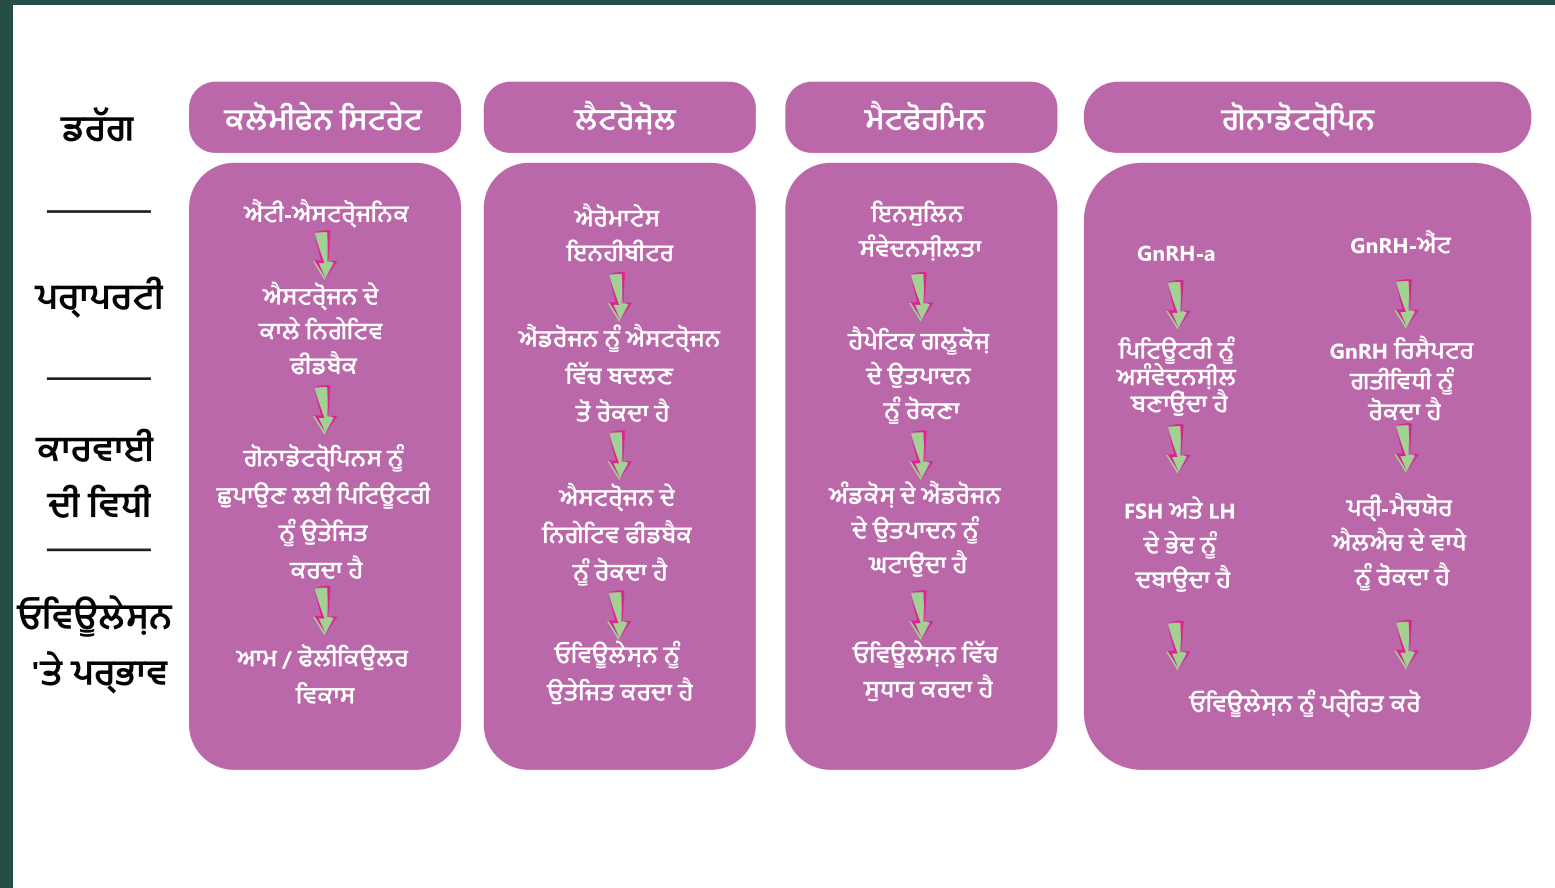 ਡਰੱਗ
ਪਰ੍ਾਪਰਟੀ
ਕਾਰਵਾਈ
ਦੀ ਵਿਧੀ
ਓਵਿਊਲੇਸ਼ਨ
'ਤੇ ਪਰ੍ਭਾਵ
ਕਲੋਮੀਫੇਨ ਸਿਟਰੇਟ
ਐਂਟੀ-ਐਸਟਰੋ੍ਜਨਿਕ
ਐਸਟਰੋ੍ਜਨ ਦੇ
ਕਾਲੇ ਨਿਗੇਟਿਵ
ਫੀਡਬੈਕ
ਗੋਨਾਡੋਟਰੋ੍ਪਿਨਸ ਨੂੰ
ਛੁਪਾਉਣ ਲਈ ਪਿਟਿਊਟਰੀ
ਨੂੰ ਉਤੇਜਿਤ
ਕਰਦਾ ਹੈ
ਆਮ / ਫੋਲੀਕਿਉਲਰ
ਵਿਕਾਸ
ਲੈਟਰੋਜ਼ੋਲ
ਐਰੋਮਾਟੇਸ
ਇਨਹੀਬੀਟਰ
ਐਂਡਰੋਜਨ ਨੂੰ ਐਸਟਰੋ੍ਜਨ
ਵਿੱਚ ਬਦਲਣ
ਤੋਂ ਰੋਕਦਾ ਹੈ
ਐਸਟਰੋ੍ਜਨ ਦੇ
ਨਿਗੇਟਿਵ ਫੀਡਬੈਕ
ਨੂੰ ਰੋਕਦਾ ਹੈ
ਓਵਿਊਲੇਸ਼ਨ ਨੂੰ
ਉਤੇਜਿਤ ਕਰਦਾ ਹੈ
ਮੈਟਫੋਰਮਿਨ
ਇਨਸੁਲਿਨ
ਸੰਵੇਦਨਸ਼ੀਲਤਾ
ਹੈਪੇਟਿਕ ਗਲੂਕੋਜ਼
ਦੇ ਉਤਪਾਦਨ
ਨੂੰ ਰੋਕਣਾ
ਅੰਡਕੋਸ਼ ਦੇ ਐਂਡਰੋਜਨ
ਦੇ ਉਤਪਾਦਨ ਨੂੰ
ਘਟਾਉਂਦਾ ਹੈ
ਓਵਿਊਲੇਸ਼ਨ ਵਿੱਚ
ਸੁਧਾਰ ਕਰਦਾ ਹੈ
ਗੋਨਾਡੋਟਰੋ੍ਪਿਨ
GnRH-a
ਪਿਟਿਊਟਰੀ ਨੂੰ
ਅਸੰਵੇਦਨਸ਼ੀਲ
ਬਣਾਉਂਦਾ ਹੈ
FSH ਅਤੇ LH
ਦੇ ਭੇਦ ਨੂੰ
ਦਬਾਉਂਦਾ ਹੈ
GnRH-ਐਂਟ
GnRH ਰਿਸੈਪਟਰ
ਗਤੀਵਿਧੀ ਨੂੰ
ਰੋਕਦਾ ਹੈ
ਪਰ੍ੀ-ਮੈਚਯੋਰ
ਐਲਐਚ ਦੇ ਵਾਧੇ
ਨੂੰ ਰੋਕਦਾ ਹੈ
ਓਵਿਊਲੇਸ਼ਨ ਨੂੰ ਪਰੇ੍ਰਿਤ ਕਰੋ